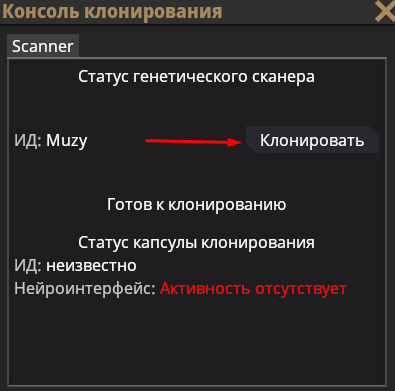 Консоль клонирования
Scanner
Статус генетического сканера
ИД: Muzy
Клонировать
Готов к клонированию
Статус капсулы клонирования
ИД: неизвестно
Нейроинтерфейс: Активность отсутствует